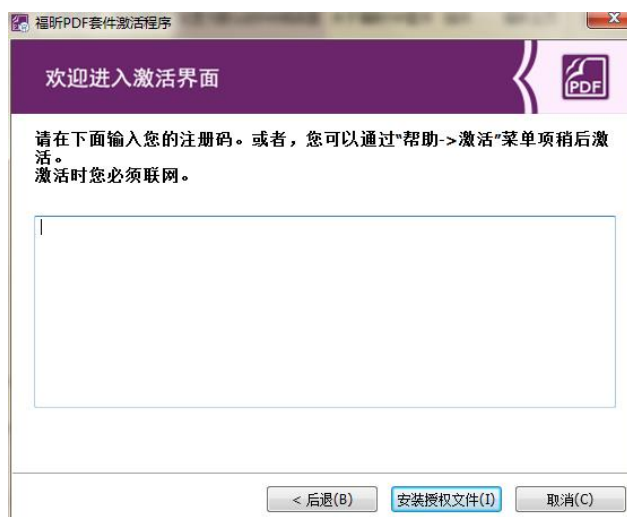 福昕PDF套件激活程序
欢迎进入激活界面
PDF
请在下面输入您的注册码。或者，您可以通过“帮助->激活”菜单项稍后激
活。
激活时您必须联网。
< 后退(B)
安装授权文件(I)
取消(C)